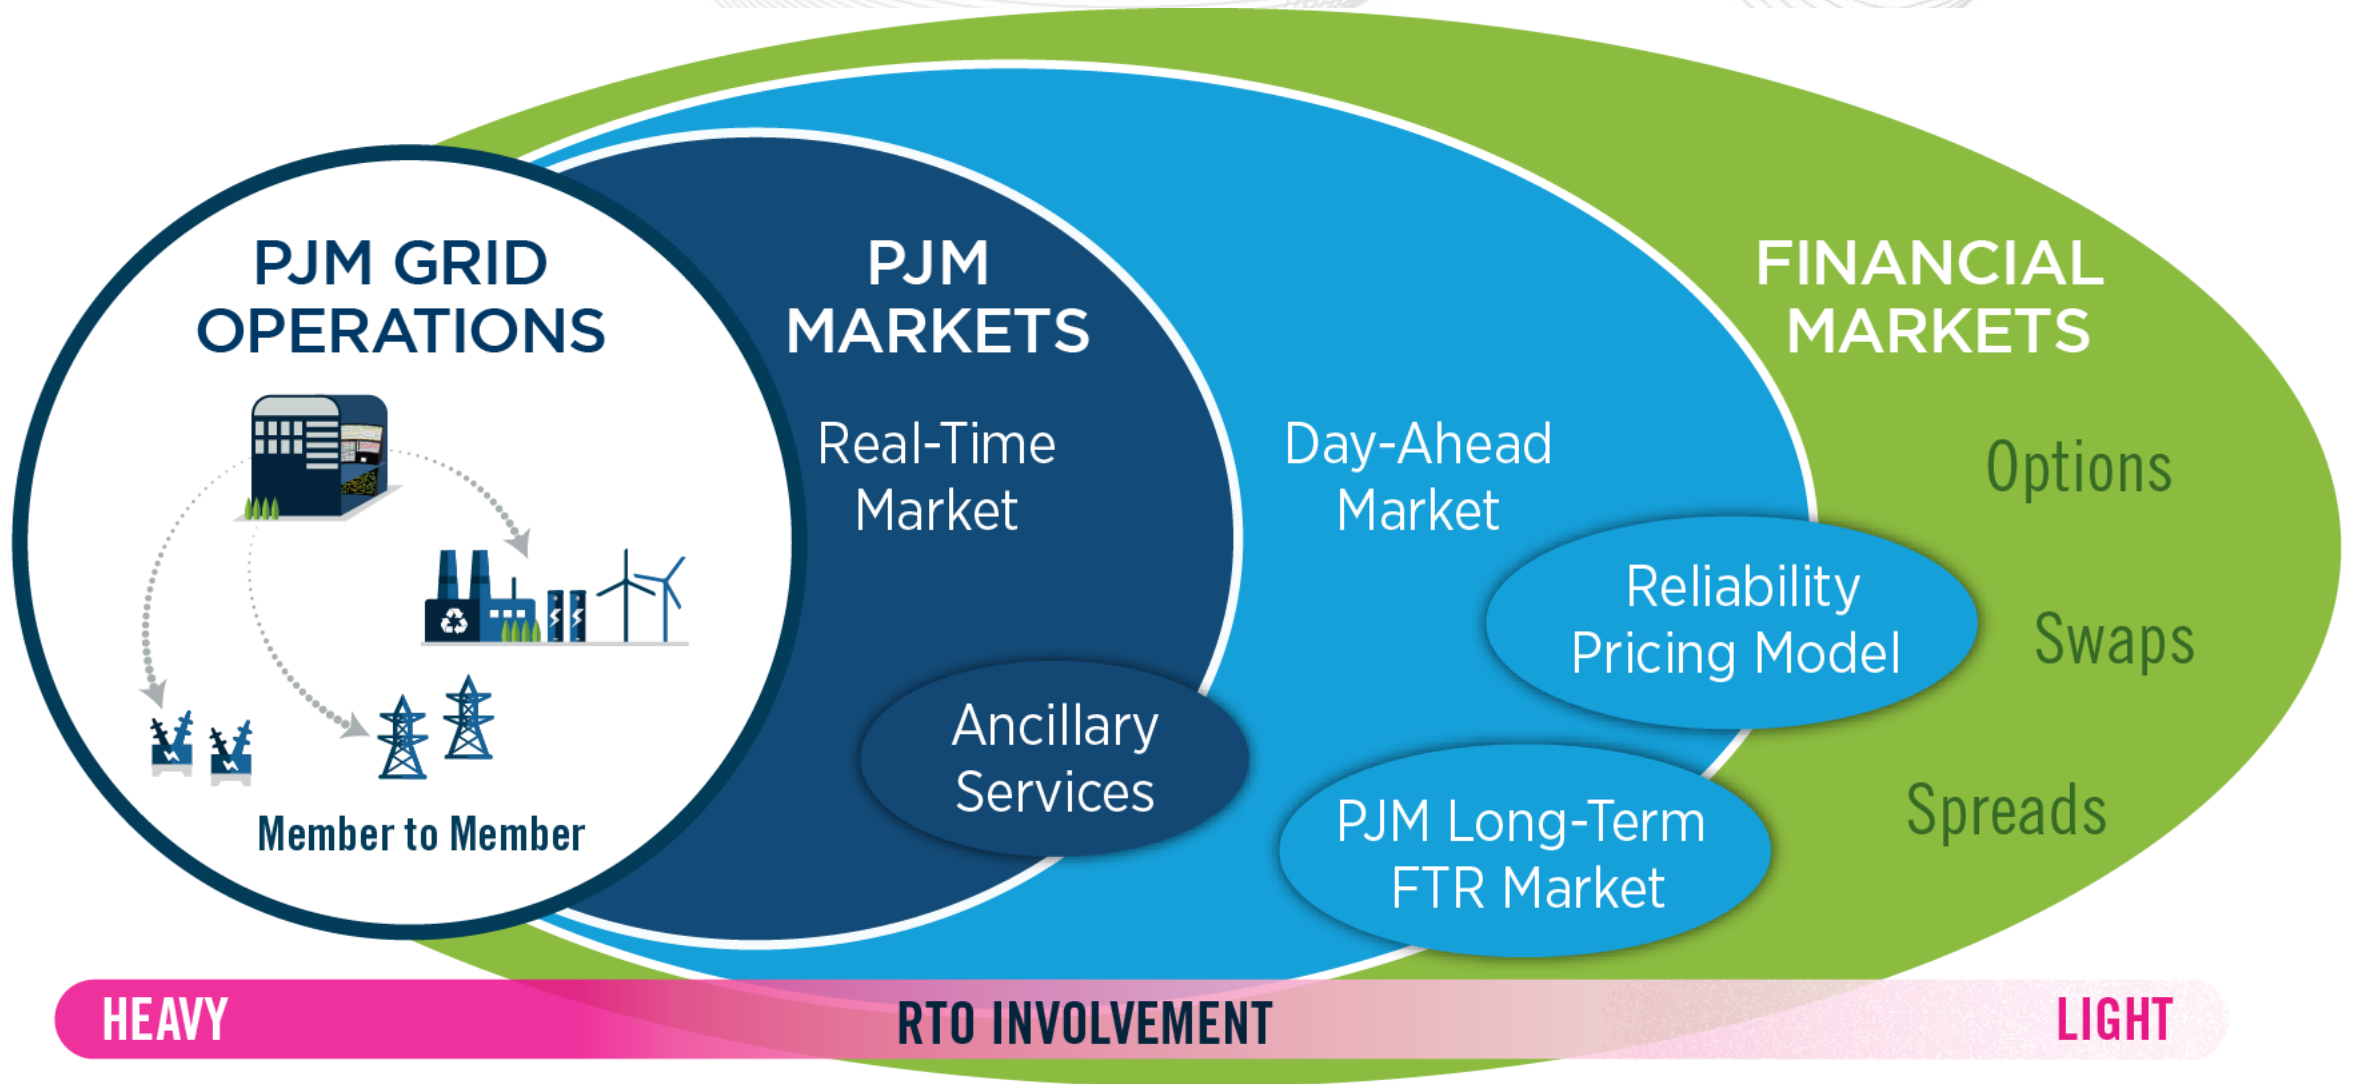 PJM GRID
OPERATIONS
Member to Member
PJM
MARKETS
Real-Time
Market
Ancillary
Services
Day-Ahead
Market
Reliability
Pricing Model
PJM Long-Term
FTR Market
FINANCIAL
MARKETS
Options
Swaps
Spreads
HEAVY
RTO INVOLVEMENT
LIGHT